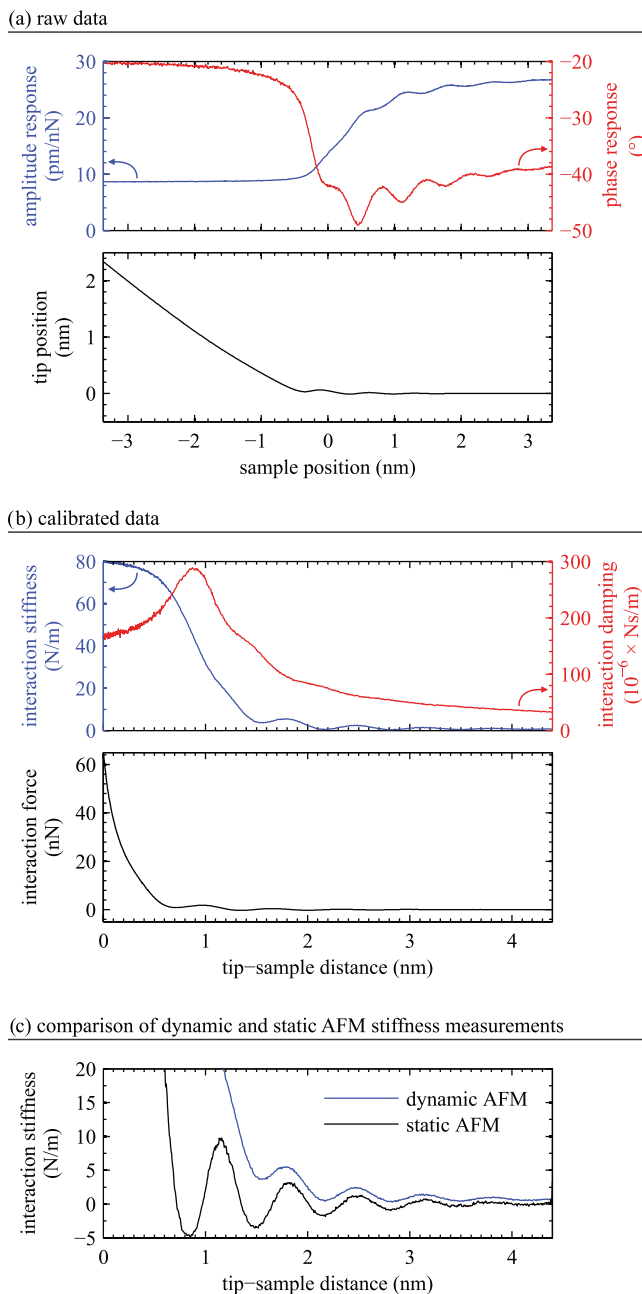 (a) raw data
amplitude response
(pm/nN)
30
20
10
0
−20
−30
−40
−50
phase response
(°)
tip position
(nm)
2
1
0
−3 −2 −1 0 1 2 3
sample position (nm)
(b) calibrated data
interaction stiffness
(N/m)
80
60
40
20
0
300
200
100
0
interaction damping
(10⁻⁶ × Ns/m)
interaction force
(nN)
60
40
20
0
0 1 2 3 4
tip−sample distance (nm)
(c) comparison of dynamic and static AFM stiffness measurements
interaction stiffness
(N/m)
20
15
10
5
0
−5
dynamic AFM
static AFM
0 1 2 3 4
tip−sample distance (nm)